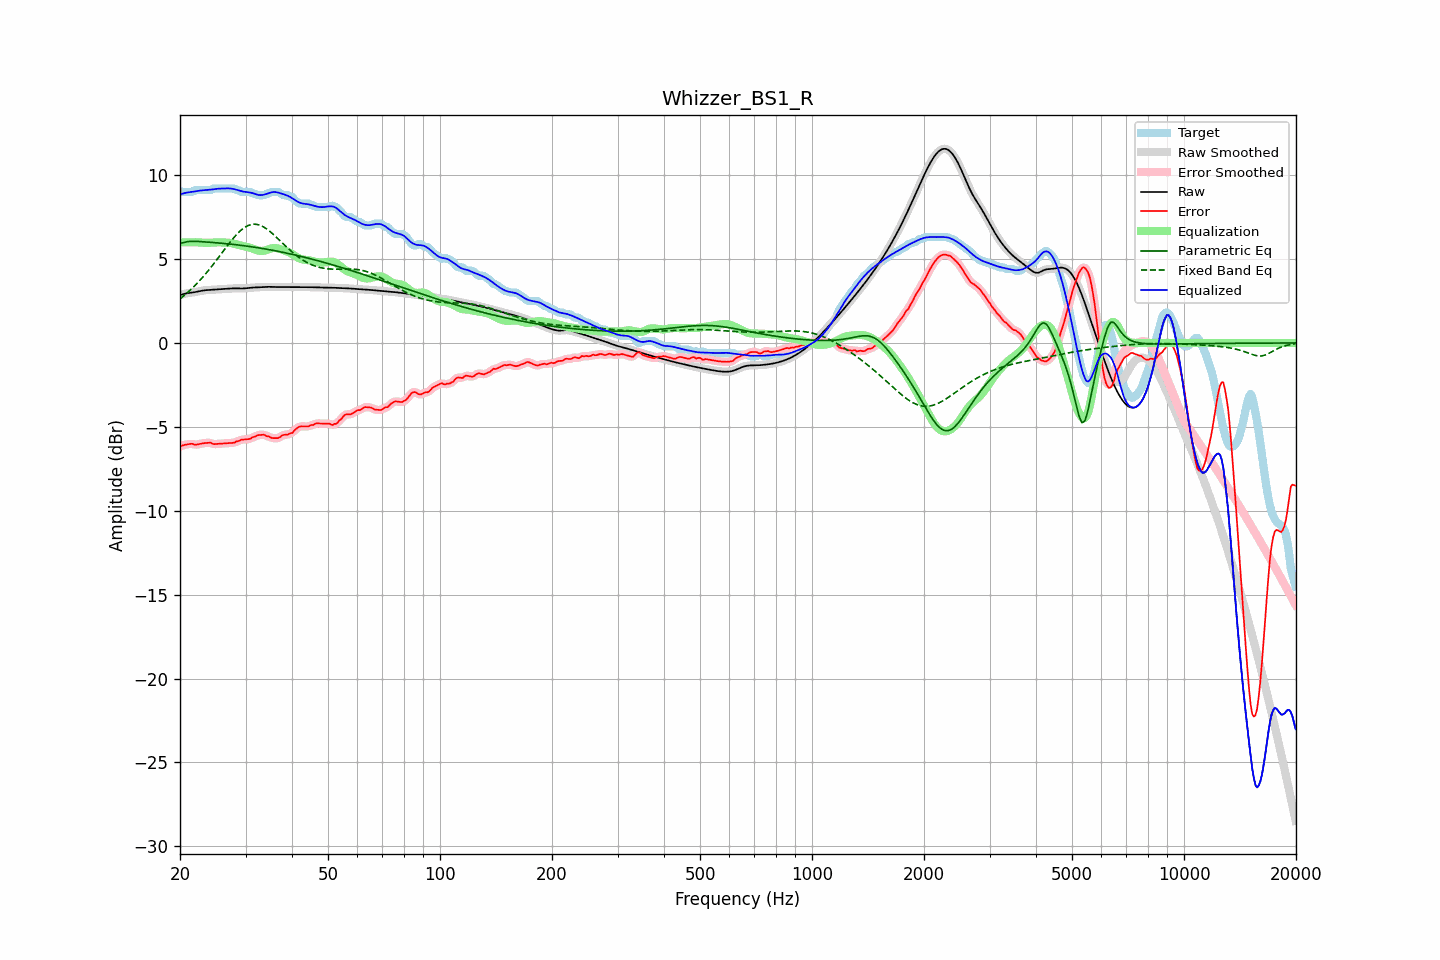 Whizzer_BS1_R
Target
Raw Smoothed
Error Smoothed
Raw
Error
Equalization
Parametric Eq
Fixed Band Eq
Equalized
10
5
0
−5
−10
−15
−20
−25
−30
Amplitude (dBr)
20
50
100
200
500
1000
2000
5000
10000
20000
Frequency (Hz)